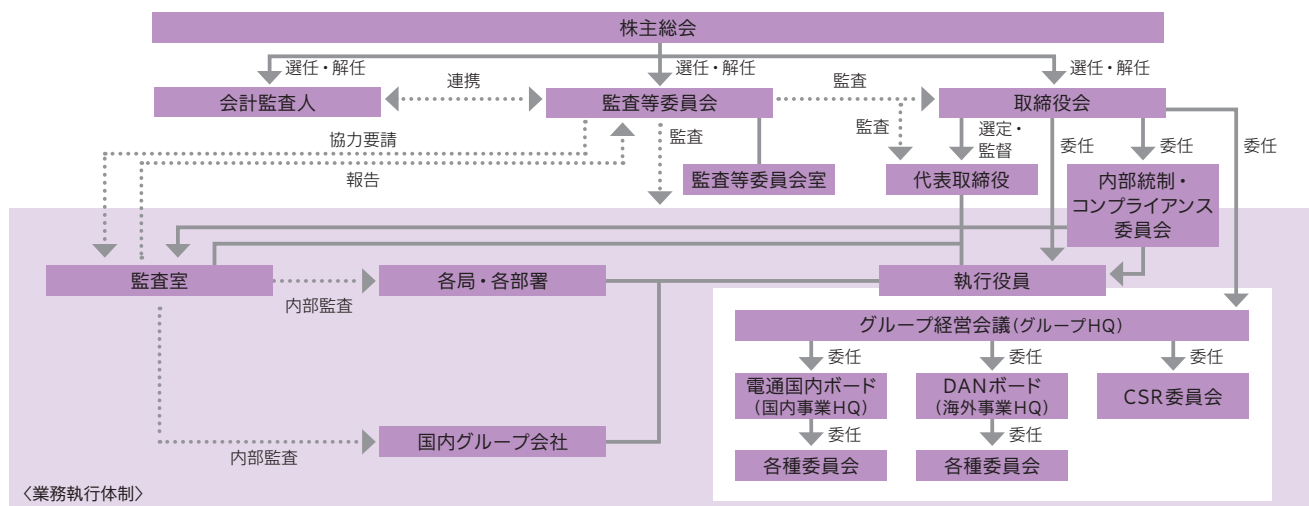 株主総会
選任・解任
選任・解任
選任・解任
会計監査人
連携
監査等委員会
監査
取締役会
協力要請
報告
監査
監査
選定・
監督
委任
委任
委任
監査等委員会室
代表取締役
内部統制・
コンプライアンス
委員会
監査室
内部監査
各局・各部署
執行役員
グループ経営会議(グループHQ)
委任
委任
委任
電通国内ボード
(国内事業HQ)
DANボード
(海外事業HQ)
CSR委員会
委任
委任
内部監査
国内グループ会社
各種委員会
各種委員会
〈業務執行体制〉